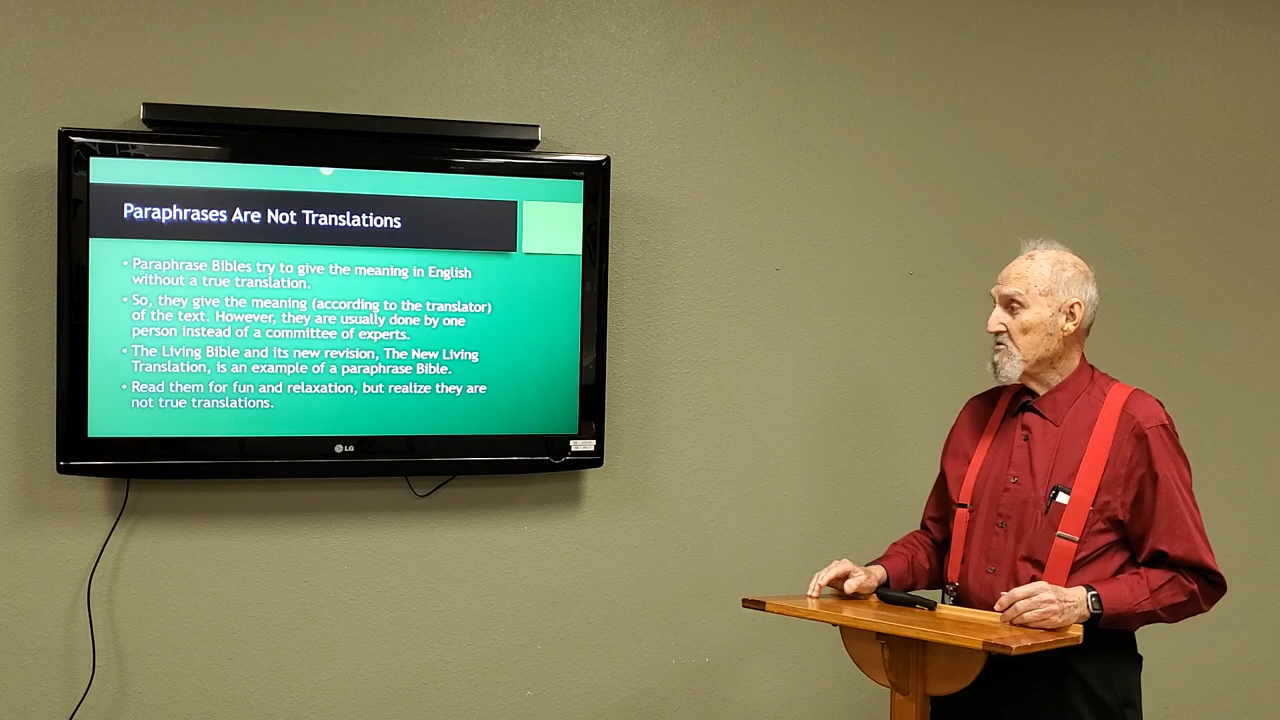 Paraphrases Are Not Translations
• Paraphrase Bibles try to give the meaning in English
without a true translation.
• So, they give the meaning (according to the translator)
of the text. However, they are usually done by one
person instead of a committee of experts.
• The Living Bible and its new revision, The New Living
Translation, is an example of a paraphrase Bible.
• Read them for fun and relaxation, but realize they are
not true translations.
LG